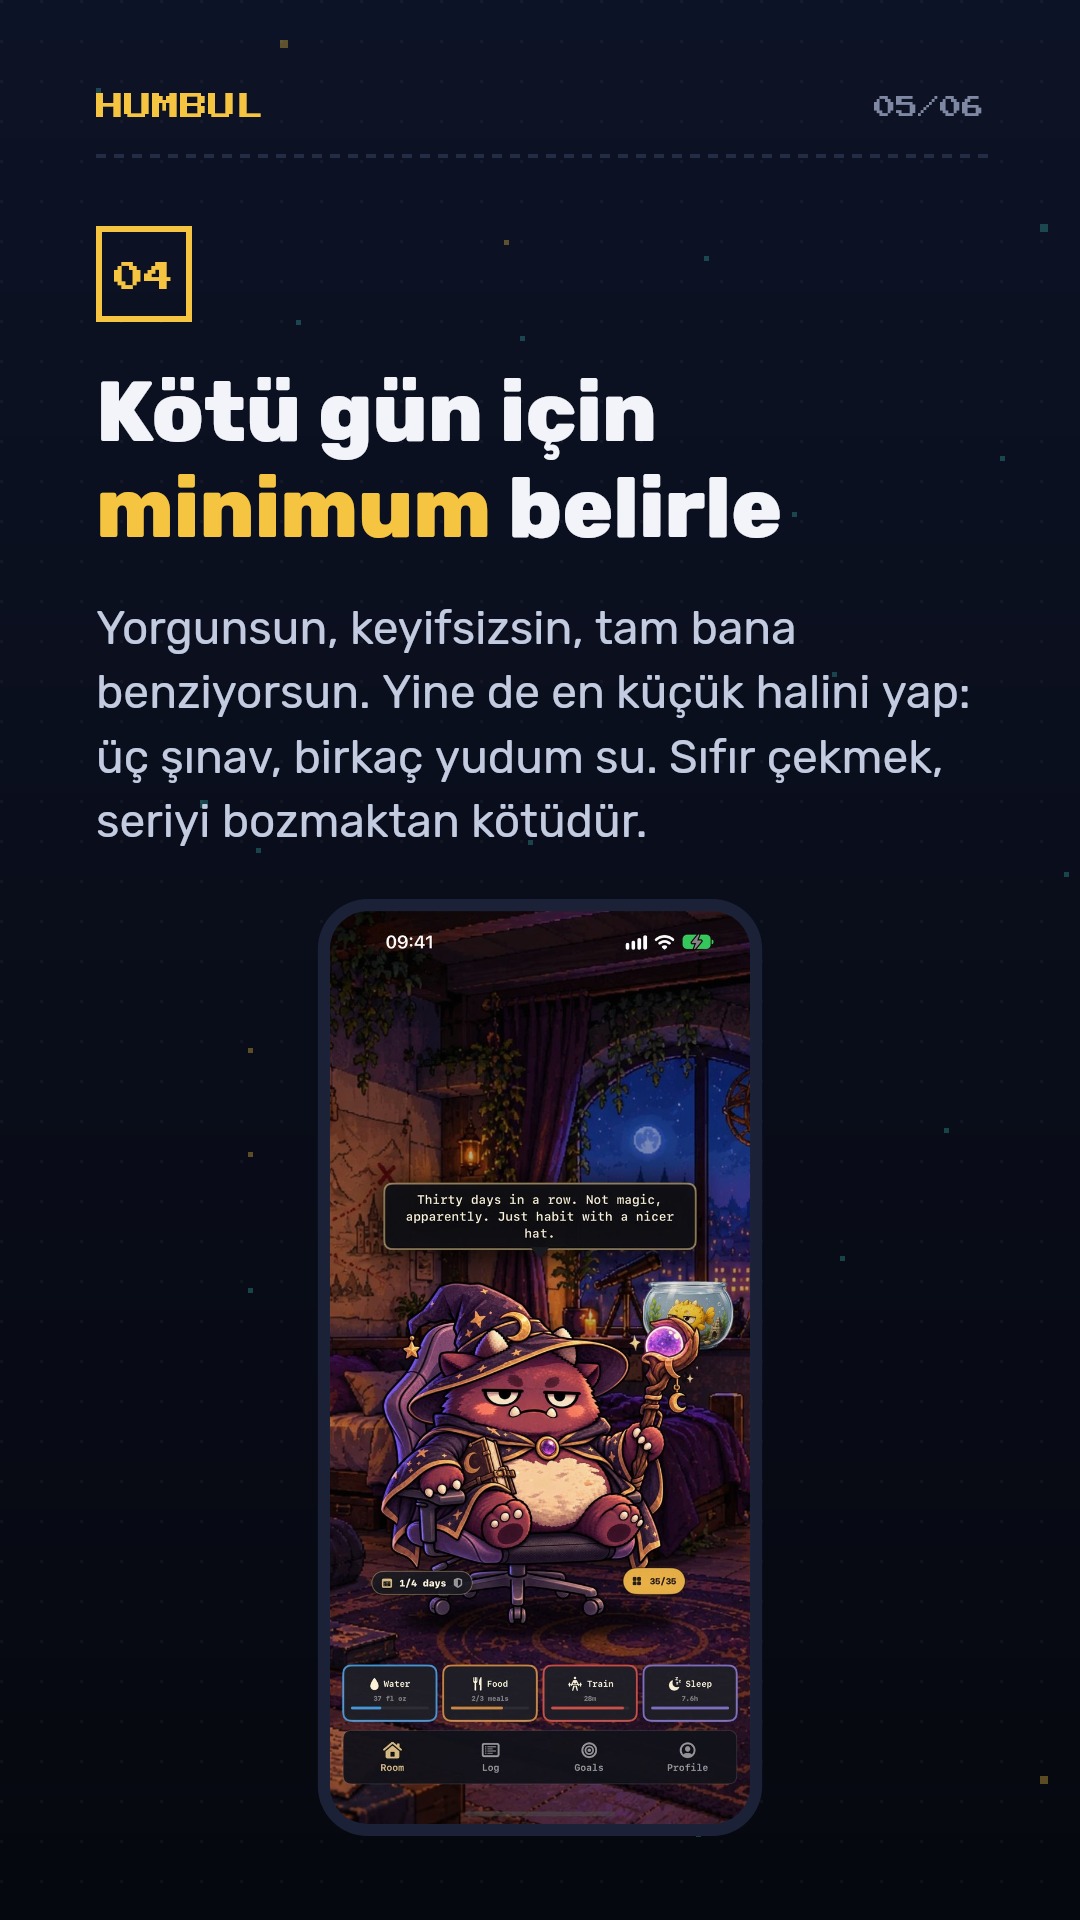 HUMBUL
05/06
04
Kötü gün için
minimum belirle
Yorgunsun, keyifsizsin, tam bana
benziyorsun. Yine de en küçük halini yap:
üç şınav, birkaç yudum su. Sıfır çekmek,
seriyi bozmaktan kötüdür.
09:41
Thirty days in a row. Not magic,
apparently. Just habit with a nicer
hat.
1/4 days
35/35
Water
37 fl oz
Food
2/3 meals
Train
28m
Sleep
7.6h
Room
Log
Goals
Profile